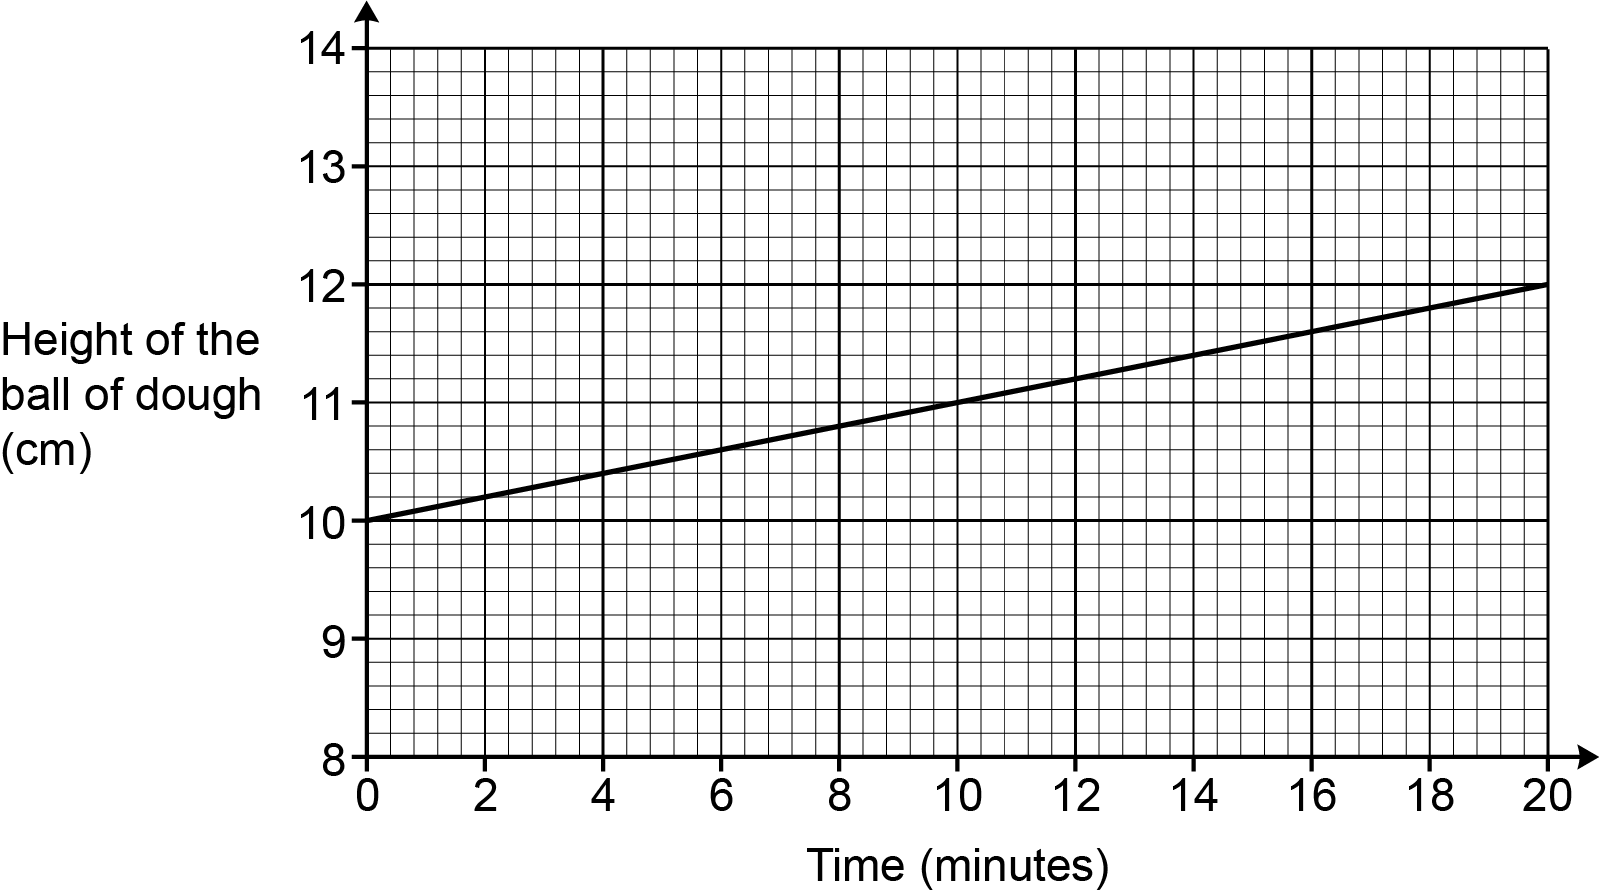 14
13
12
11
10
9
8
Height of the
ball of dough
(cm)
0 2 4 6 8 10 12 14 16 18 20
Time (minutes)